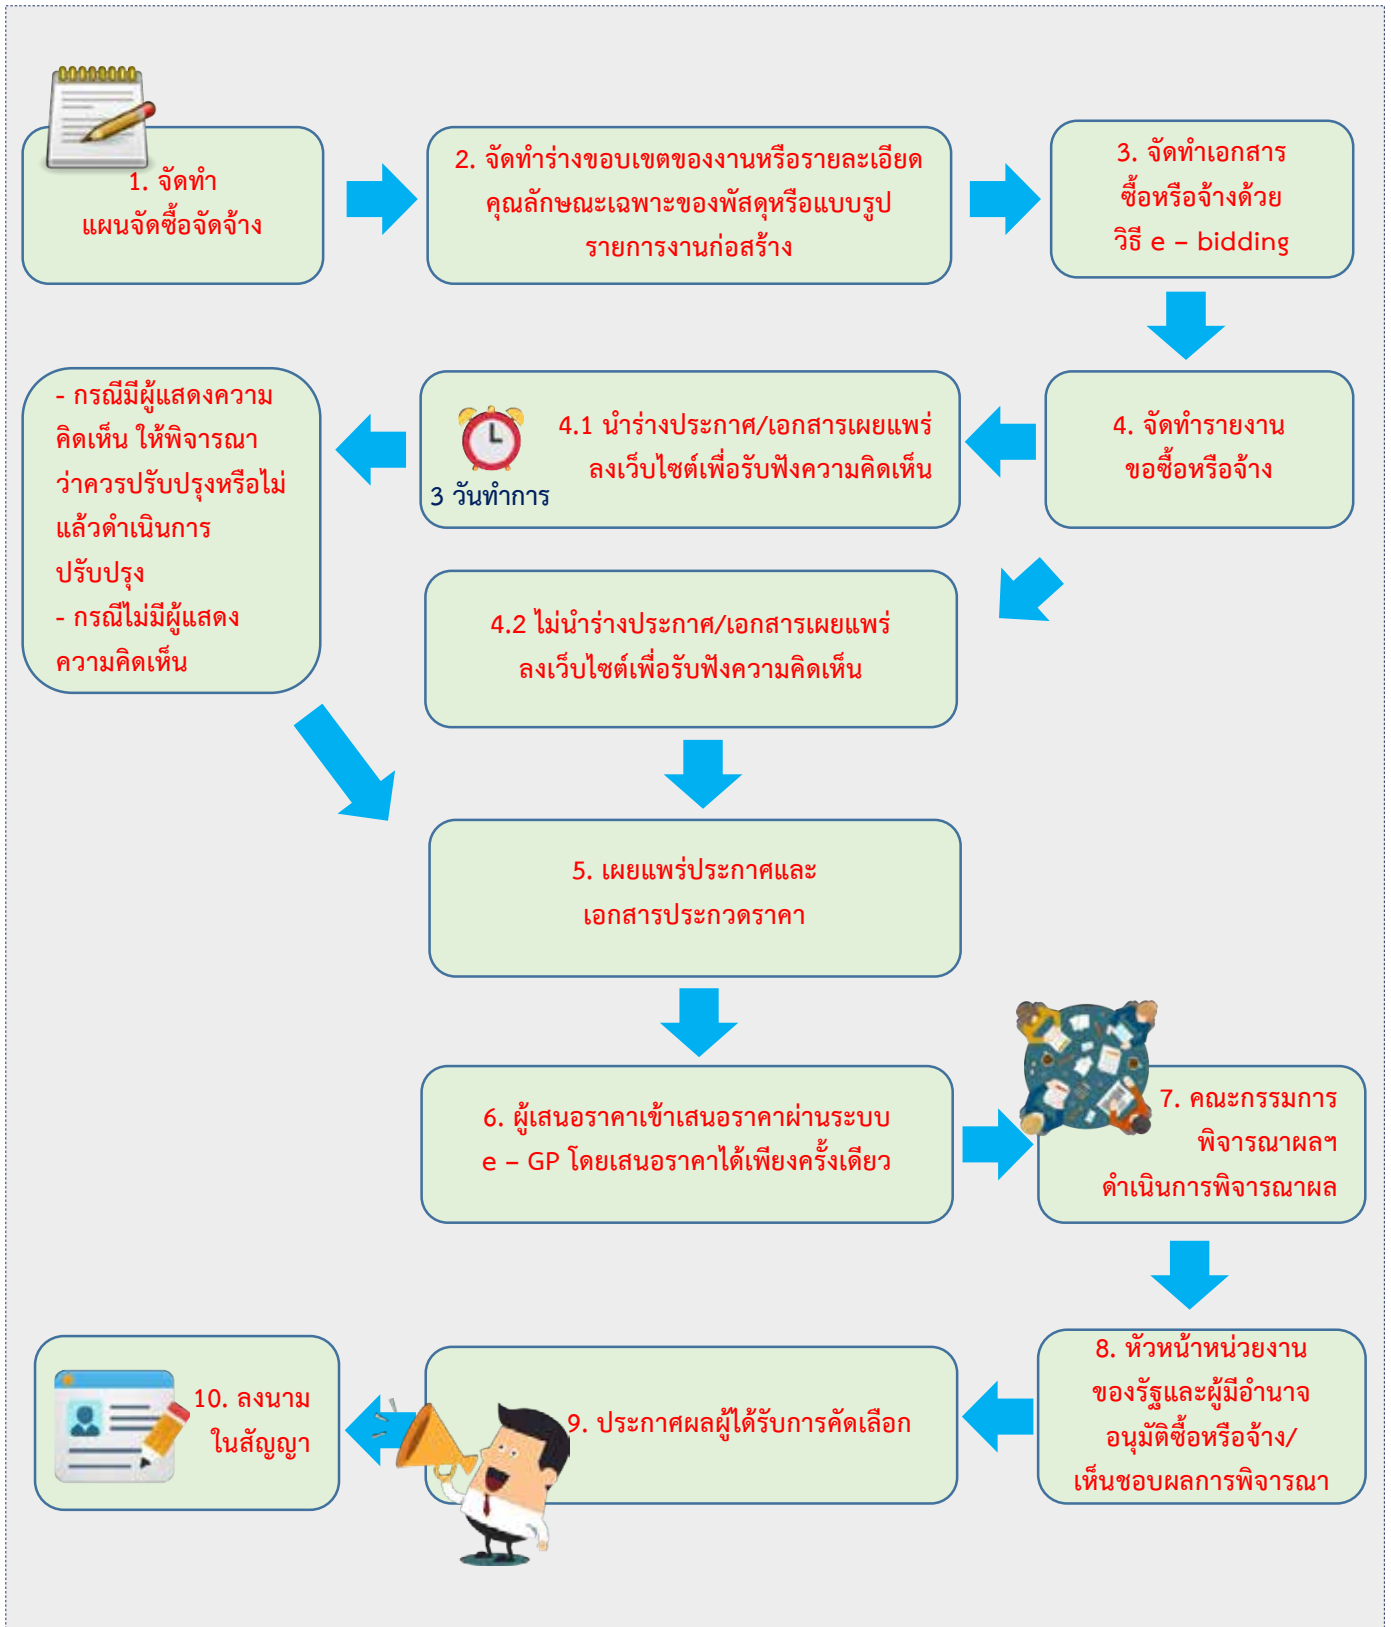 1. จัดทำ
แผนจัดซื้อจัดจ้าง
2. จัดทำร่างขอบเขตของงานหรือรายละเอียด
คุณลักษณะเฉพาะของพัสดุหรือแบบรูป
รายการงานก่อสร้าง
3. จัดทำเอกสาร
ซื้อหรือจ้างด้วย
วิธี e – bidding
4. จัดทำรายงาน
ขอซื้อหรือจ้าง
4.1 นำร่างประกาศ/เอกสารเผยแพร่
ลงเว็บไซต์เพื่อรับฟังความคิดเห็น
3 วันทำการ
- กรณีมีผู้แสดงความ
คิดเห็น ให้พิจารณา
ว่าควรปรับปรุงหรือไม่
แล้วดำเนินการ
ปรับปรุง
- กรณีไม่มีผู้แสดง
ความคิดเห็น
4.2 ไม่นำร่างประกาศ/เอกสารเผยแพร่
ลงเว็บไซต์เพื่อรับฟังความคิดเห็น
5. เผยแพร่ประกาศและ
เอกสารประกวดราคา
6. ผู้เสนอราคาเข้าเสนอราคาผ่านระบบ
e – GP โดยเสนอราคาได้เพียงครั้งเดียว
7. คณะกรรมการ
พิจารณาผลฯ
ดำเนินการพิจารณาผล
8. หัวหน้าหน่วยงาน
ของรัฐและผู้มีอำนาจ
อนุมัติซื้อหรือจ้าง/
เห็นชอบผลการพิจารณา
9. ประกาศผลผู้ได้รับการคัดเลือก
10. ลงนาม
ในสัญญา